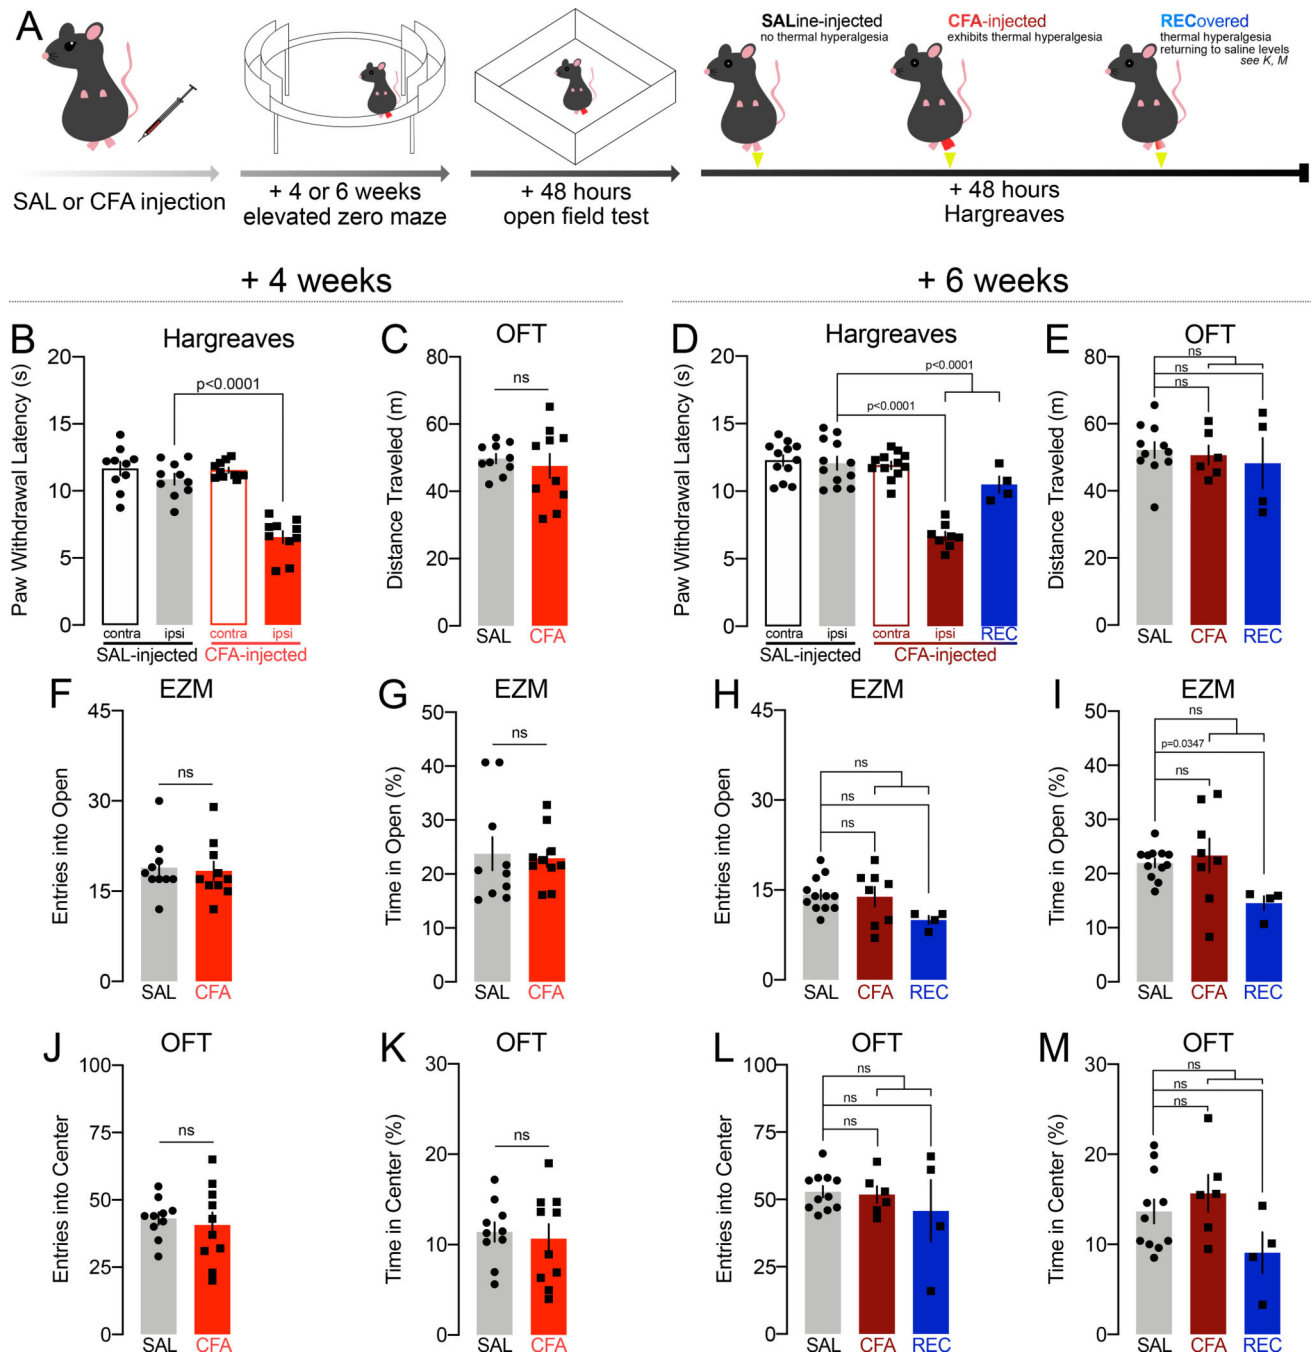 A
SALine-injected
no thermal hyperalgesia
CFA-injected
exhibits thermal hyperalgesia
RECovered
thermal hyperalgesia
returning to saline levels
see K, M
SAL or CFA injection
+ 4 or 6 weeks
elevated zero maze
+ 48 hours
open field test
+ 48 hours
Hargreaves
+ 4 weeks
+ 6 weeks
B
Hargreaves
Paw Withdrawal Latency (s)
20
15
10
5
0
p<0.0001
contra
ipsi
contra
ipsi
SAL-injected
CFA-injected
C
OFT
Distance Traveled (m)
80
60
40
20
0
ns
SAL
CFA
D
Hargreaves
Paw Withdrawal Latency (s)
20
15
10
5
0
p<0.0001
p<0.0001
contra
ipsi
contra
ipsi
REC
SAL-injected
CFA-injected
E
OFT
Distance Traveled (m)
80
60
40
20
0
ns
ns
ns
SAL
CFA
REC
F
EZM
Entries into Open
45
30
15
0
ns
SAL
CFA
G
Time in Open (%)
50
40
30
20
10
0
ns
SAL
CFA
H
EZM
Entries into Open
45
30
15
0
ns
ns
ns
SAL
CFA
REC
I
EZM
Time in Open (%)
50
40
30
20
10
0
ns
p=0.0347
ns
SAL
CFA
REC
J
OFT
Entries into Center
100
75
50
25
0
ns
SAL
CFA
K
OFT
Time in Center (%)
30
20
10
0
ns
SAL
CFA
L
OFT
Entries into Center
100
75
50
25
0
ns
ns
ns
SAL
CFA
REC
M
OFT
Time in Center (%)
30
20
10
0
ns
ns
ns
SAL
CFA
REC